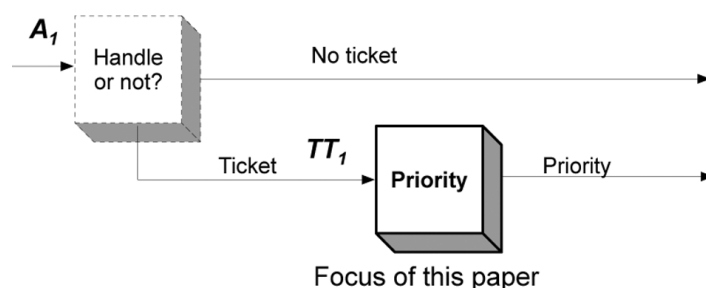 A1
Handle
or not?
No ticket
Ticket
TT1
Priority
Priority
Focus of this paper